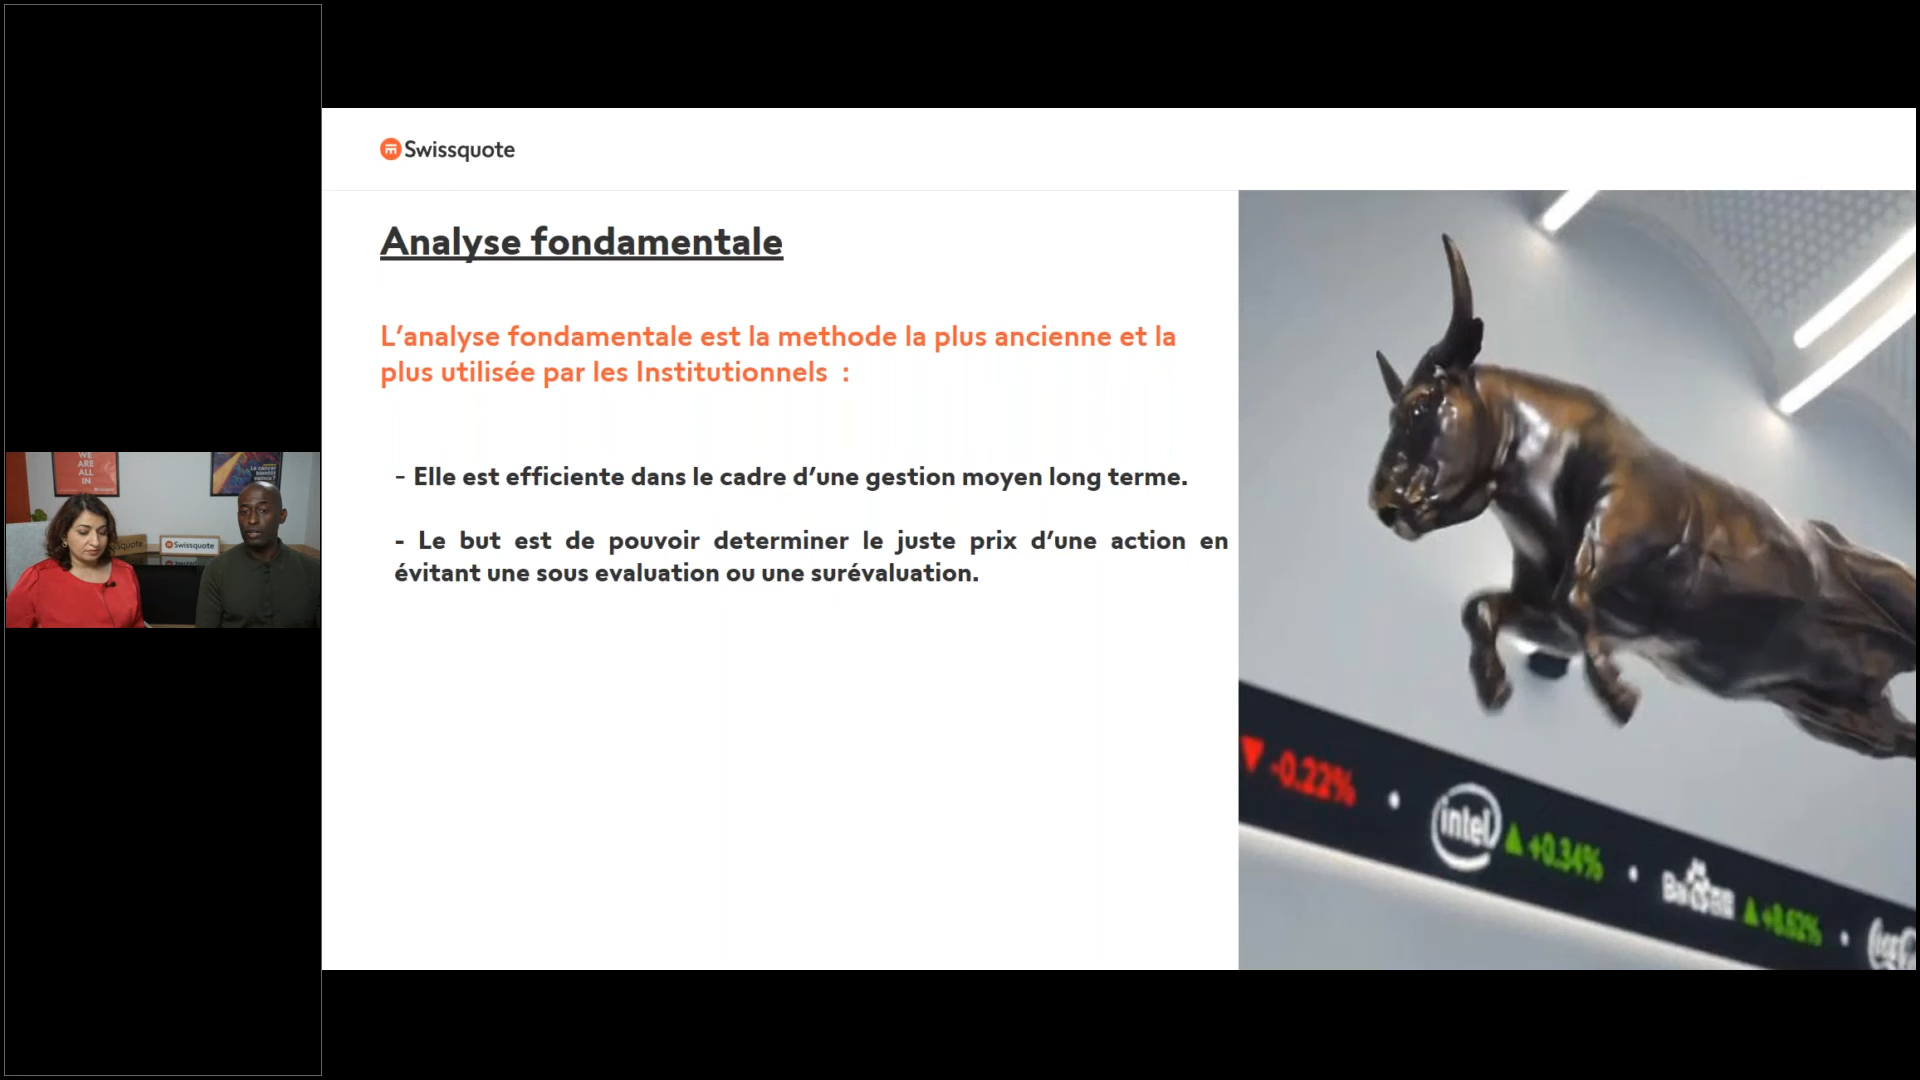 Swissquote
Analyse fondamentale
L’analyse fondamentale est la methode la plus ancienne et la
plus utilisée par les Institutionnels :
- Elle est efficiente dans le cadre d’une gestion moyen long terme.
- Le but est de pouvoir determiner le juste prix d’une action en
évitant une sous evaluation ou une surévaluation.
WE
ARE
ALL
IN
Swissquote
-0.22%
intel
+0.34%